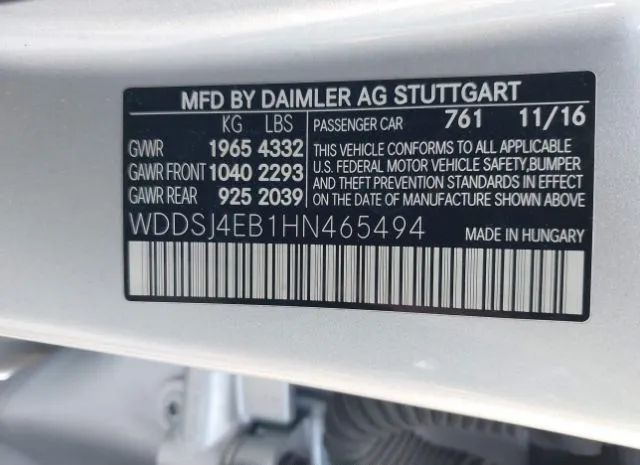 MFD BY DAIMLER AG STUTTGART
KG LBS
GVWR 1965 4332
GAWR FRONT 1040 2293
GAWR REAR 925 2039
PASSENGER CAR 761 11/16
THIS VEHICLE CONFORMS TO ALL APPLICABLE
U.S. FEDERAL MOTOR VEHICLE SAFETY,BUMPER
AND THEFT PREVENTION STANDARDS IN EFFECT
ON THE DATE OF MANUFACTURE SHOWN ABOVE
WDDSJ4EB1HN465494 MADE IN HUNGARY